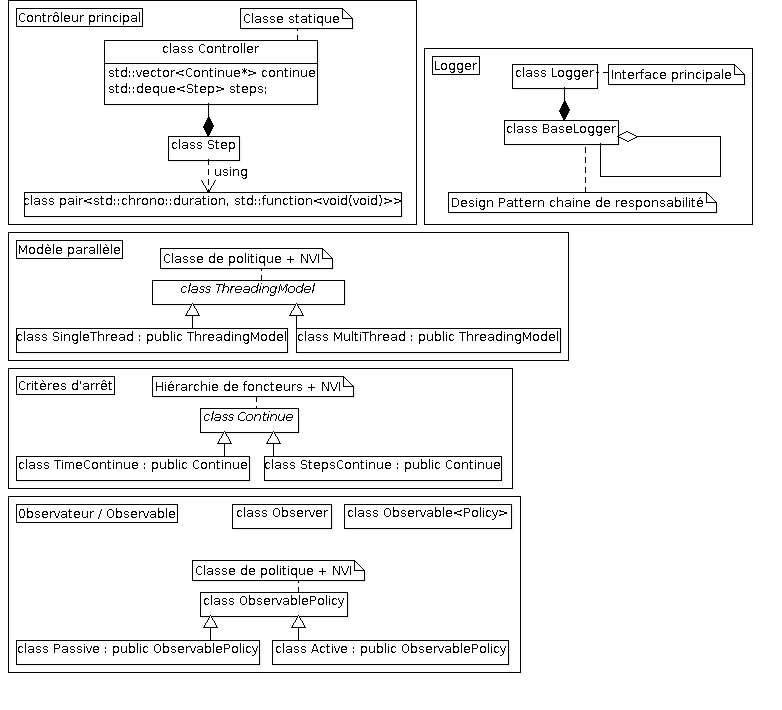 Contrôleur principal
Classe statique
class Controller
std::vector<Continue*> continue
std::deque<Step> steps;
class Step
using
class pair<std::chrono::duration, std::function<void(void)>>
Logger
class Logger
Interface principale
class BaseLogger
Design Pattern chaine de responsabilité
Modèle parallèle
Classe de politique + NVI
class ThreadingModel
class SingleThread : public ThreadingModel
class MultiThread : public ThreadingModel
Critères d'arrêt
Hiérarchie de foncteurs + NVI
class Continue
class TimeContinue : public Continue
class StepsContinue : public Continue
Observateur / Observable
class Observer
class Observable<Policy>
Classe de politique + NVI
class ObservablePolicy
class Passive : public ObservablePolicy
class Active : public ObservablePolicy